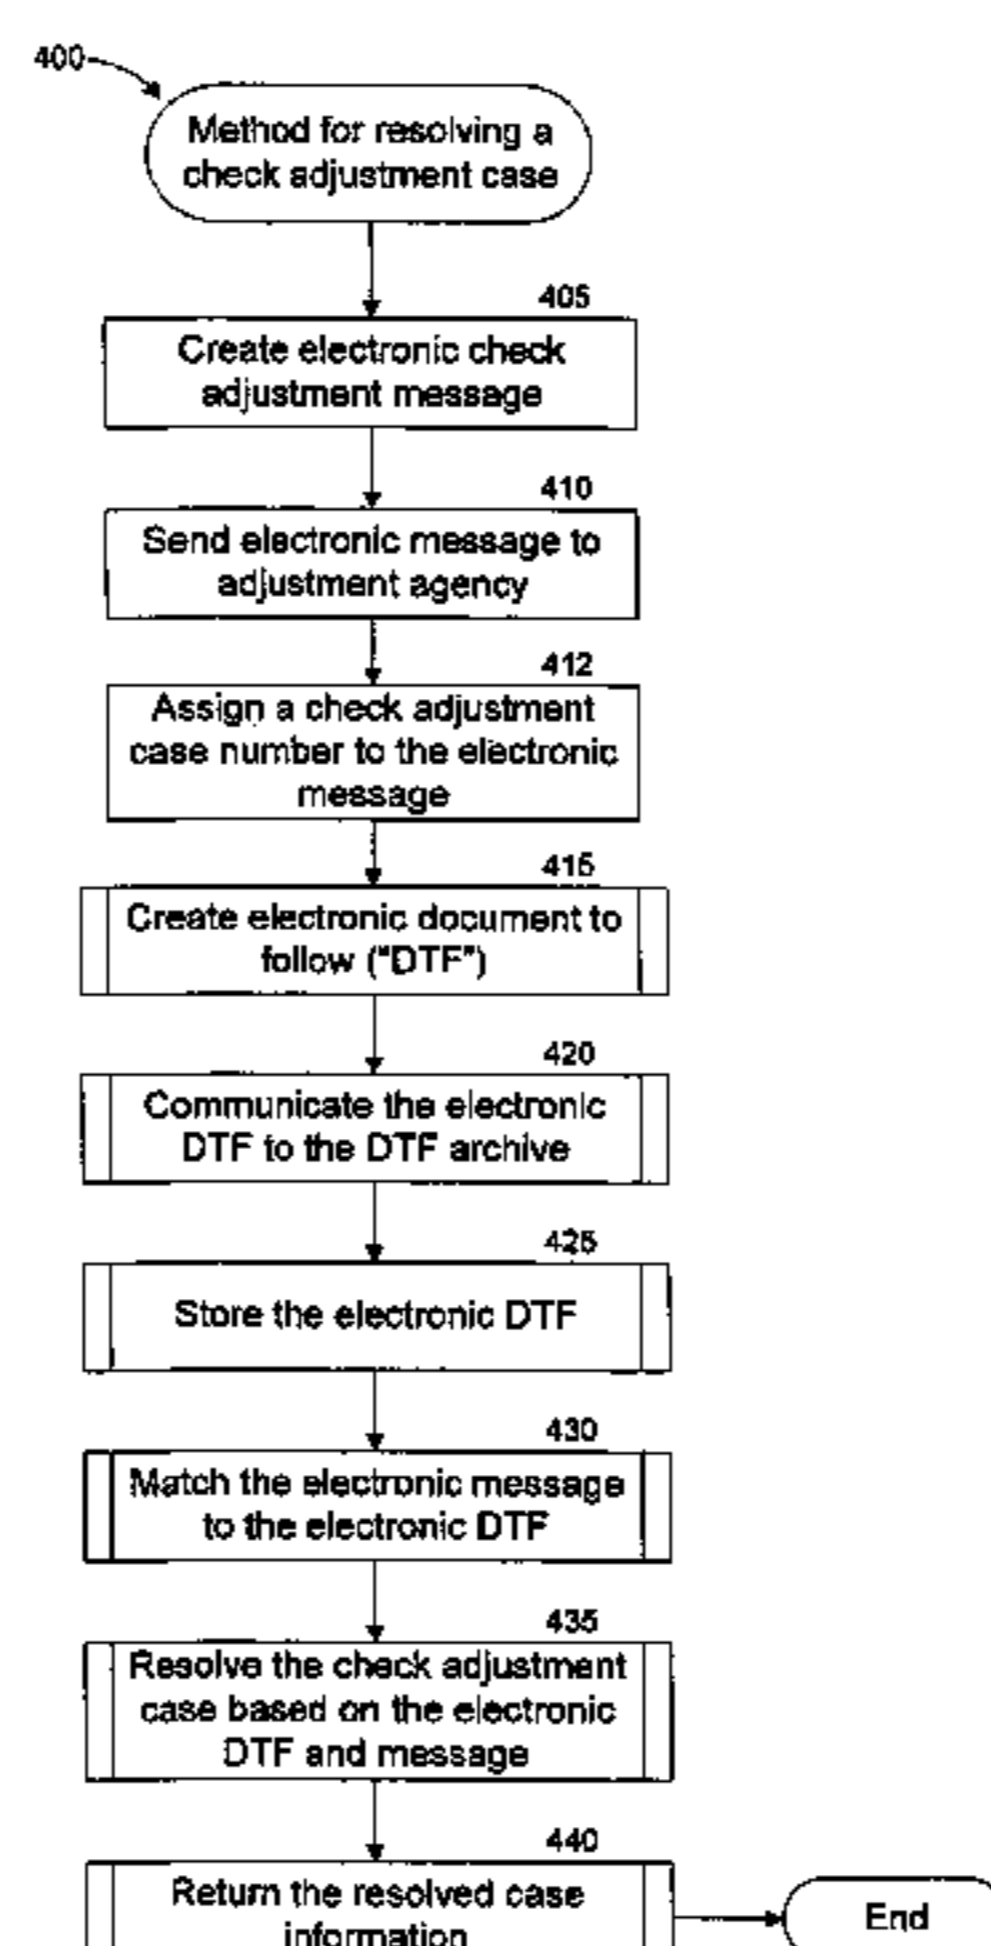 400
Method for resolving a
check adjustment case
405
Create electronic check
adjustment message
410
Send electronic message to
adjustment agency
412
Assign a check adjustment
case number to the electronic
message
415
Create electronic document to
follow ("DTF")
420
Communicate the electronic
DTF to the DTF archive
425
Store the electronic DTF
430
Match the electronic message
to the electronic DTF
435
Resolve the check adjustment
case based on the electronic
DTF and message
440
Return the resolved case
information
End